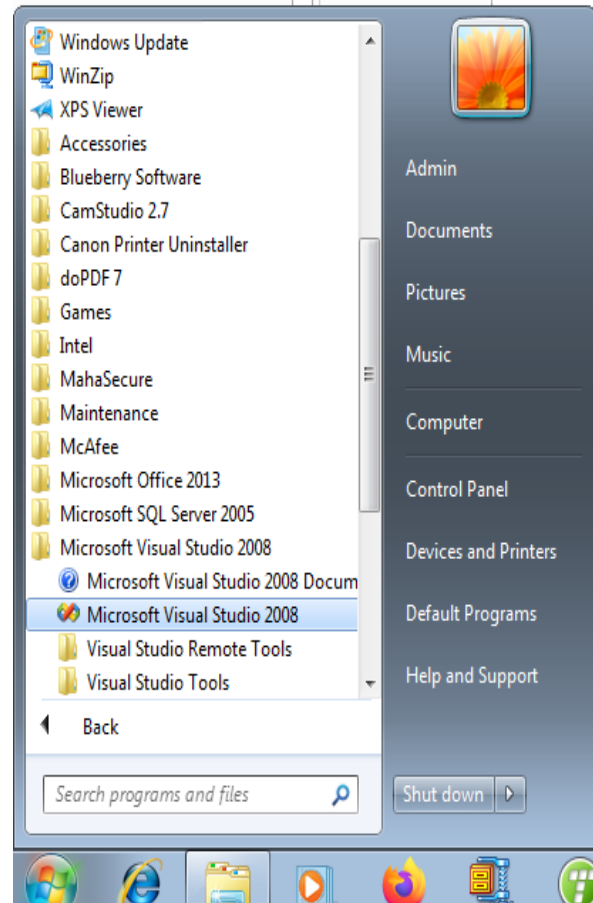 Windows Update
WinZip
XPS Viewer
Accessories
Blueberry Software
CamStudio 2.7
Canon Printer Uninstaller
doPDF 7
Games
Intel
MahaSecure
Maintenance
McAfee
Microsoft Office 2013
Microsoft SQL Server 2005
Microsoft Visual Studio 2008
Microsoft Visual Studio 2008 Docum
Microsoft Visual Studio 2008
Visual Studio Remote Tools
Visual Studio Tools
Back
Search programs and files
Admin
Documents
Pictures
Music
Computer
Control Panel
Devices and Printers
Default Programs
Help and Support
Shut down